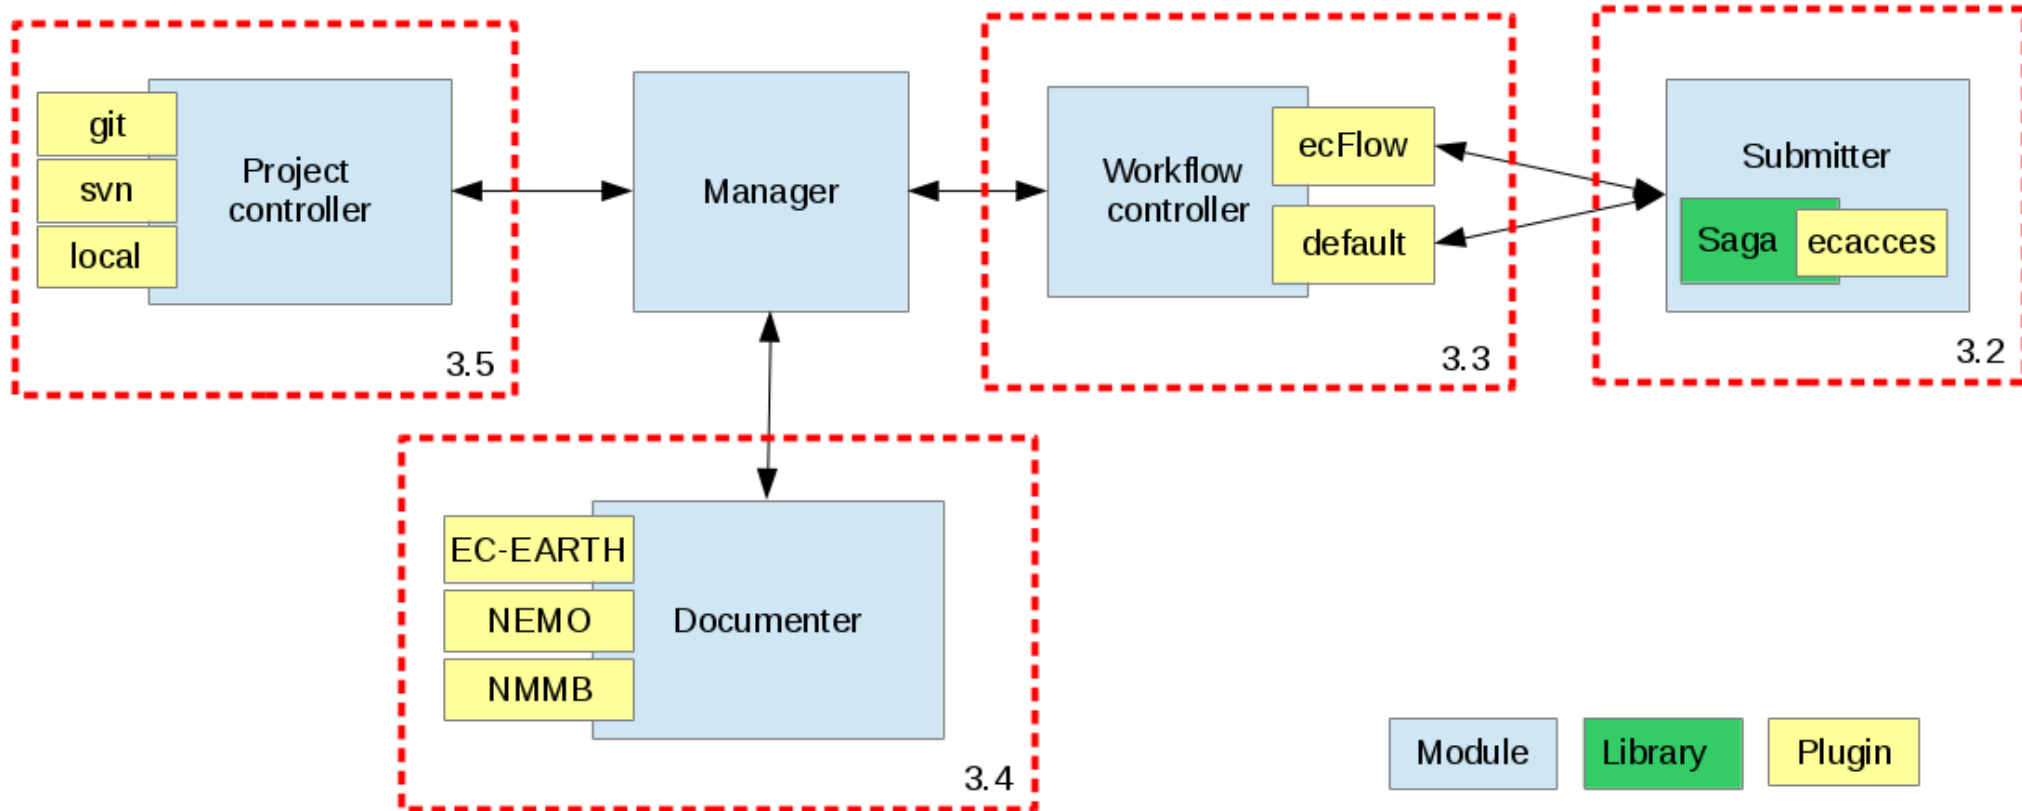 git
svn
local
Project
controller
3.5
Manager
Workflow
controller
ecFlow
default
3.3
Submitter
Saga
ecacces
3.2
EC-EARTH
NEMO
NMMB
Documenter
3.4
Module
Library
Plugin